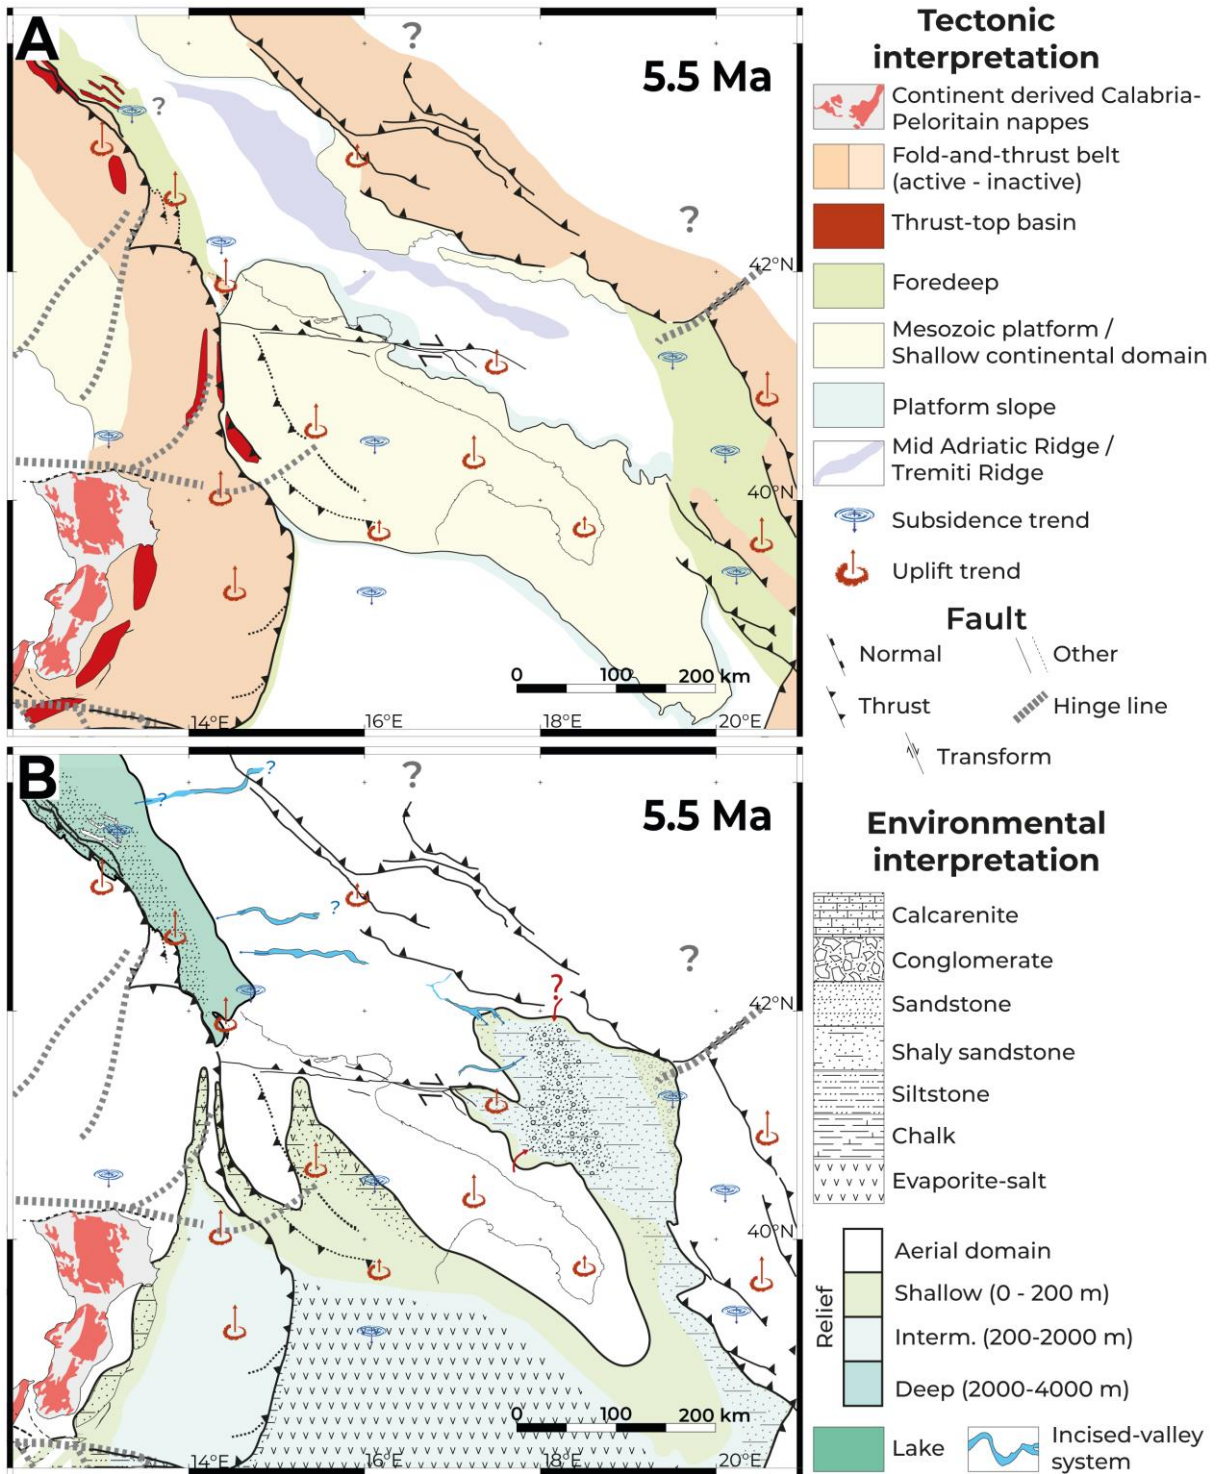 A
?
5.5 Ma
?
?
42°N
40°N
0 100 200 km
14°E 16°E 18°E 20°E
Tectonic
interpretation
Continent derived Calabria-
Peloritain nappes
Fold-and-thrust belt
(active - inactive)
Thrust-top basin
Foredeep
Mesozoic platform /
Shallow continental domain
Platform slope
Mid Adriatic Ridge /
Tremiti Ridge
Subsidence trend
Uplift trend
Fault
Normal
Other
Thrust
Hinge line
Transform
B
?
?
?
5.5 Ma
?
?
?
42°N
40°N
0 100 200 km
14°E 16°E 18°E 20°E
Environmental
interpretation
Calcarenite
Conglomerate
Sandstone
Shaly sandstone
Siltstone
Chalk
Evaporite-salt
Relief
Aerial domain
Shallow (0 - 200 m)
Interm. (200-2000 m)
Deep (2000-4000 m)
Lake
Incised-valley
system